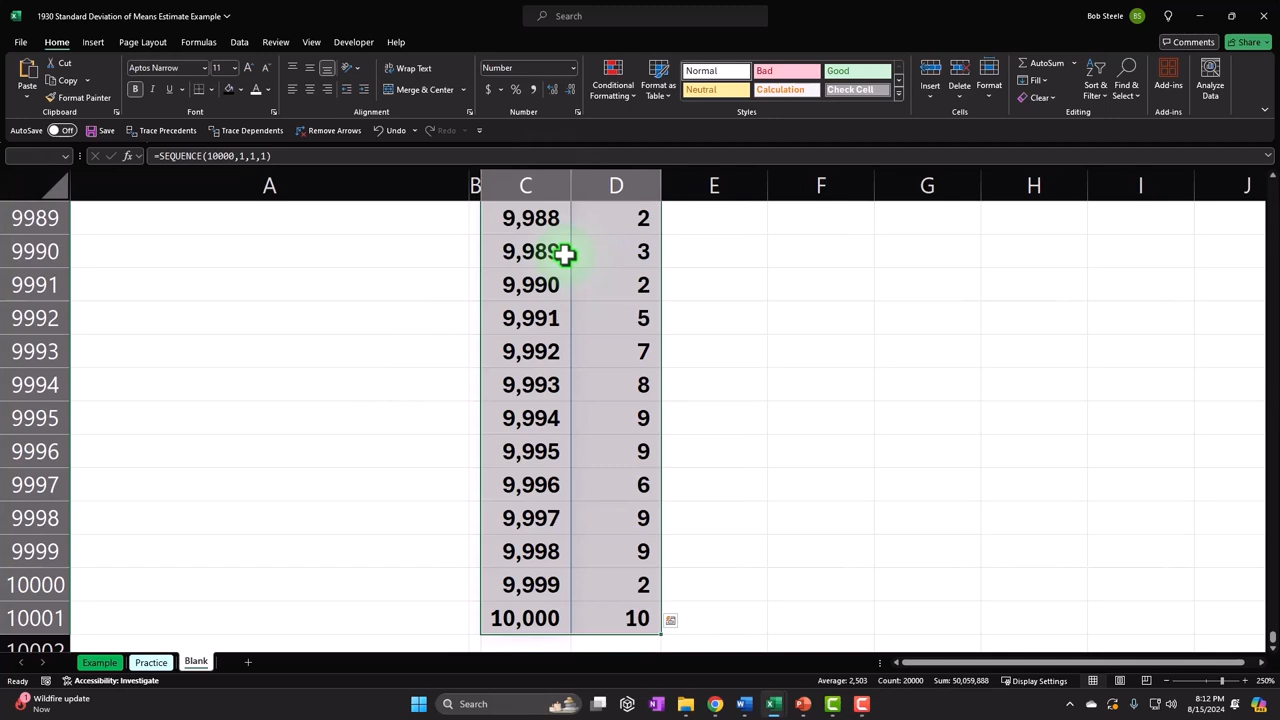 1930 Standard Deviation of Means Estimate Example
Search
Bob Steele
BS
File
Home
Insert
Page Layout
Formulas
Data
Review
View
Developer
Help
Comments
Share
Paste
Cut
Copy
Format Painter
Clipboard
Aptos Narrow
11
B
I
U
Font
Wrap Text
Merge & Center
Alignment
Number
$
%
Number
Conditional Formatting
Format as Table
Normal
Bad
Good
Neutral
Calculation
Check Cell
Styles
Insert
Delete
Format
Cells
AutoSum
Fill
Clear
Sort & Filter
Find & Select
Editing
Add-ins
Add-ins
Analyze Data
AutoSave
Off
Save
Trace Precedents
Trace Dependents
Remove Arrows
Undo
Redo
fx
=SEQUENCE(10000,1,1,1)
A B C D E F G H I J
9989 9,988 2
9990 9,989 3
9991 9,990 2
9992 9,991 5
9993 9,992 7
9994 9,993 8
9995 9,994 9
9996 9,995 9
9997 9,996 6
9998 9,997 9
9999 9,998 9
10000 9,999 2
10001 10,000 10
10002
Example
Practice
Blank
Ready
Accessibility: Investigate
Average: 2,503
Count: 20000
Sum: 50,059,888
Display Settings
250%
1
Wildfire update
Now
Search
8:12 PM
8/15/2024